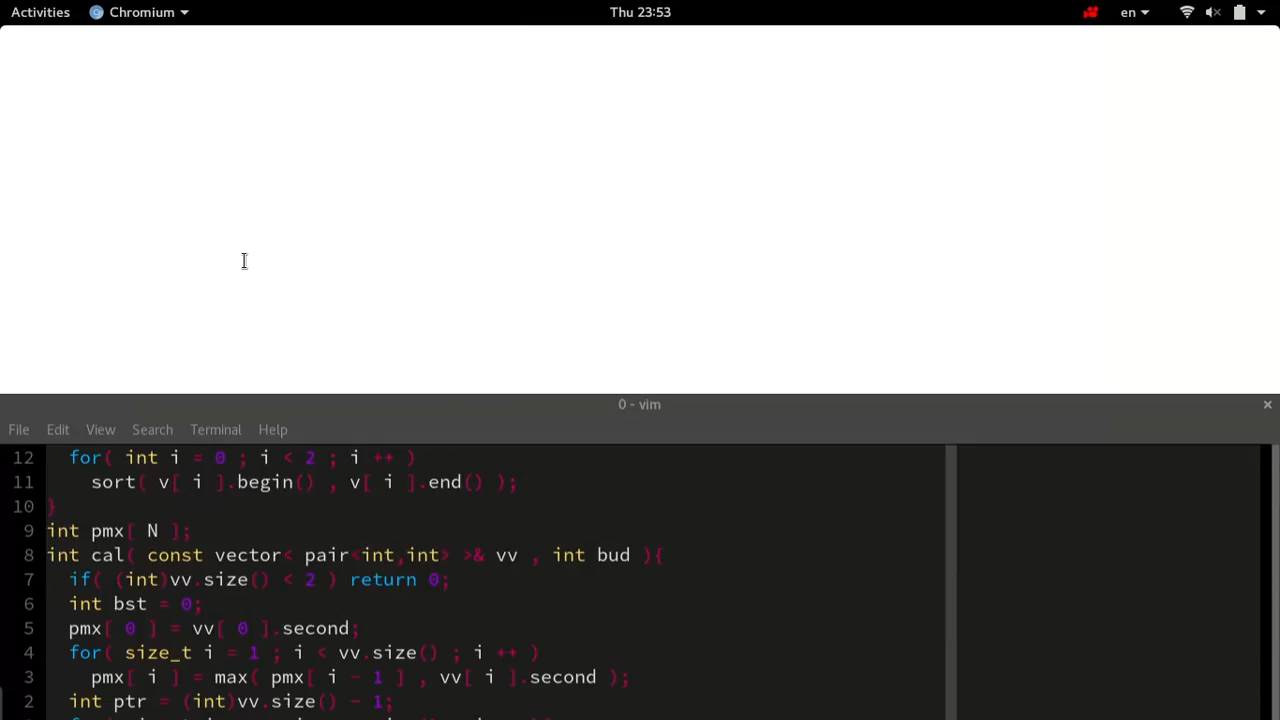 Activities Chromium Thu 23:53 en
0 - vim
File Edit View Search Terminal Help
12 for( int i = 0 ; i < 2 ; i ++ )
11 sort( v[ i ].begin() , v[ i ].end() );
10 }
9 int pmx[ N ];
8 int cal( const vector< pair<int,int> >& vv , int bud ){
7 if( (int)vv.size() < 2 ) return 0;
6 int bst = 0;
5 pmx[ 0 ] = vv[ 0 ].second;
4 for( size_t i = 1 ; i < vv.size() ; i ++ )
3 pmx[ i ] = max( pmx[ i - 1 ] , vv[ i ].second );
2 int ptr = (int)vv.size() - 1;